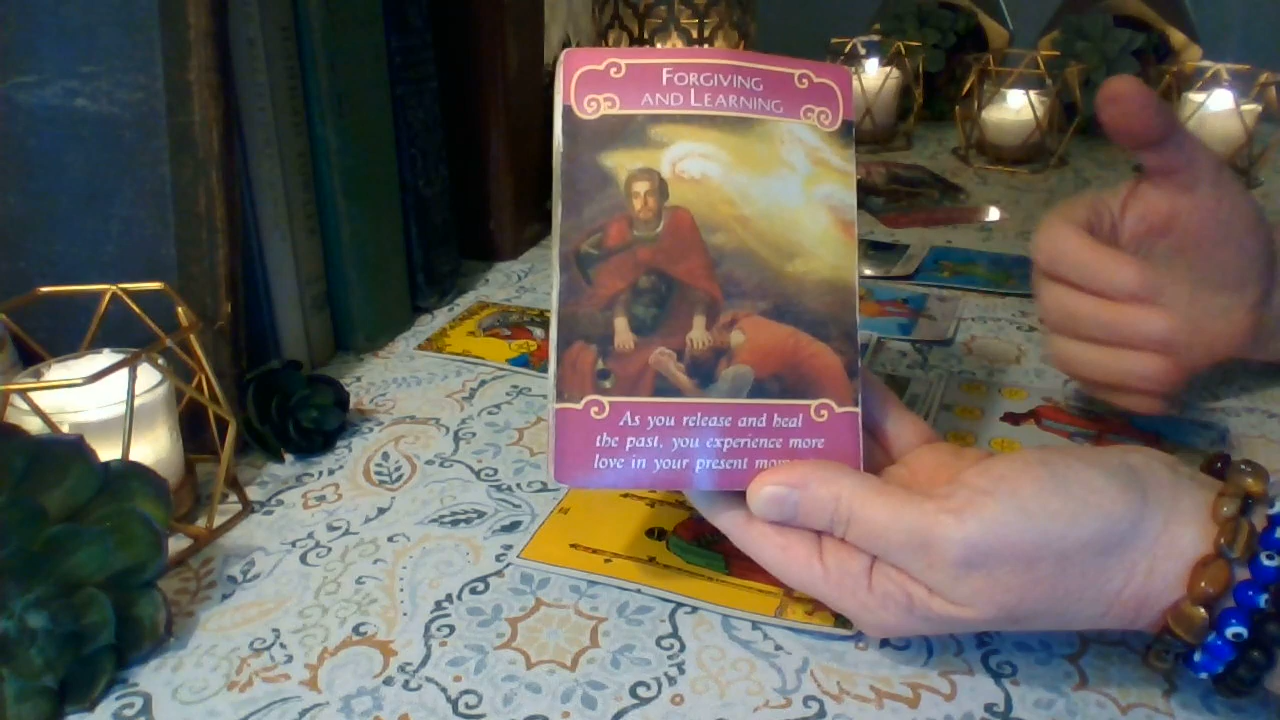 FORGIVING
AND LEARNING
As you release and heal
the past, you experience more
love in your present